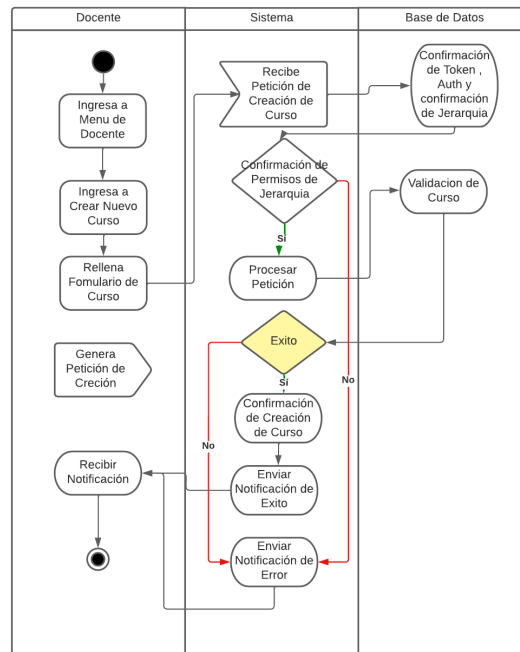 Docente
Sistema
Base de Datos
Ingresa a
Menu de
Docente
Recibe
Petición de
Creación de
Curso
Confirmación
de Token ,
Auth y
confirmación
de Jerarquia
Ingresa a
Crear Nuevo
Curso
Confirmación de
Permisos de
Jerarquia
Validacion de
Curso
Sí
Rellena
Fomulario de
Curso
Procesar
Petición
Exito
Genera
Petición de
Creción
Sí
No
Confirmación
de Creación
de Curso
No
Recibir
Notificación
Enviar
Notificación de
Exito
Enviar
Notificación de
Error